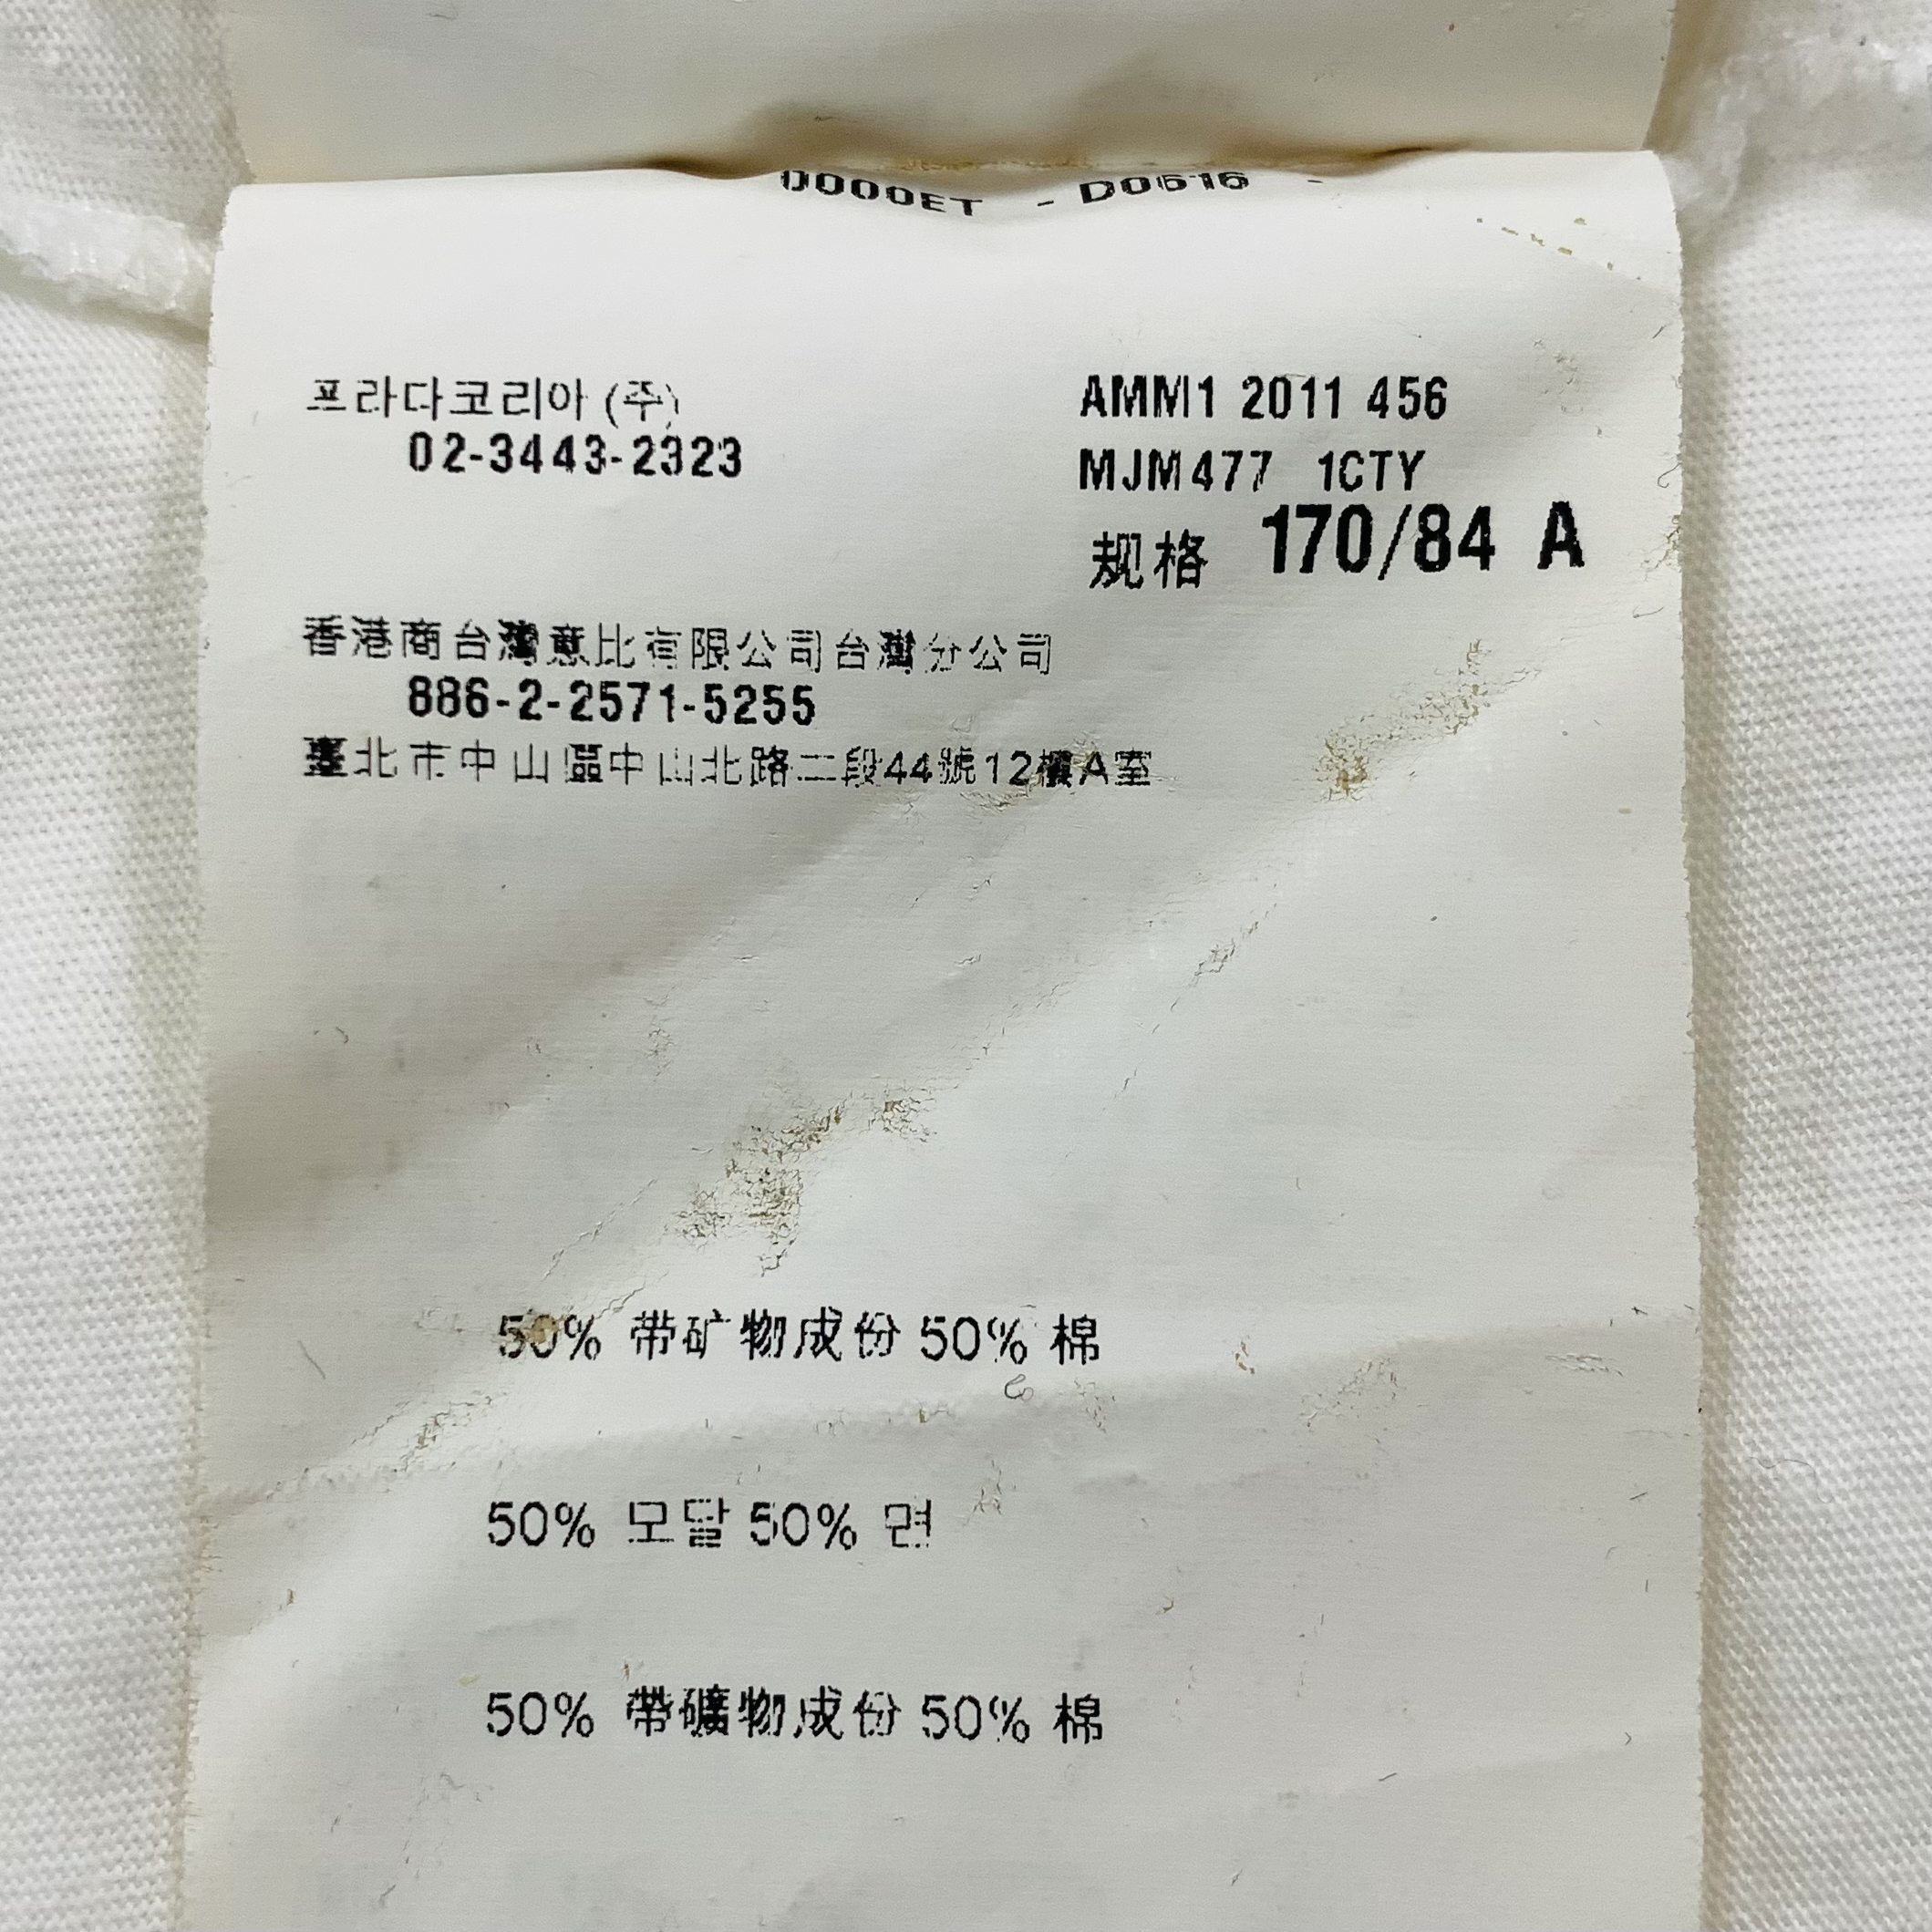 0000ET - D0616 -
프라다코리아 (주)
02-3443-2323
AMM1 2011 456
MJM477 1CTY
规格 170/84 A
香港商台灣意比有限公司台灣分公司
886-2-2571-5255
臺北市中山區中山北路二段44號12樓A室
50% 带矿物成份 50% 棉
50% 모달 50% 면
50% 帶礦物成份 50% 棉